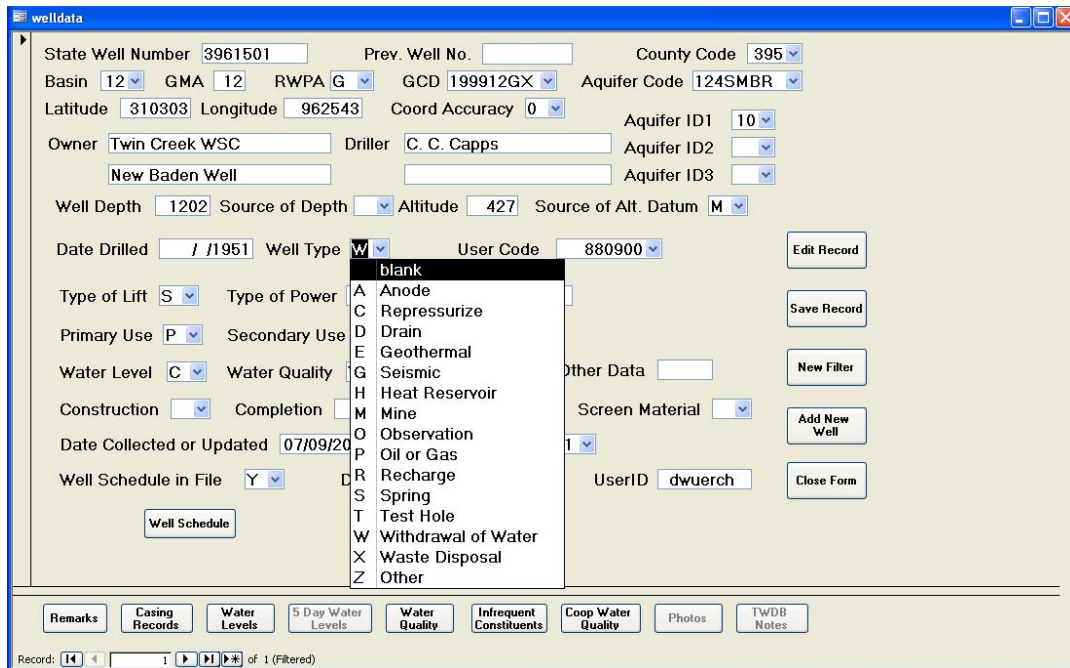 welldata
State Well Number 3961501 Prev. Well No. County Code 395
Basin 12 GMA 12 RWPA G GCD 199912GX Aquifer Code 124SMBR
Latitude 310303 Longitude 962543 Coord Accuracy 0
Aquifer ID1 10
Owner Twin Creek WSC Driller C. C. Capps
Aquifer ID2
New Baden Well
Aquifer ID3
Well Depth 1202 Source of Depth Altitude 427 Source of Alt. Datum M
Date Drilled / /1951 Well Type W User Code 880900
Edit Record
blank
A Anode
C Repressurize
D Drain
E Geothermal
G Seismic
H Heat Reservoir
M Mine
O Observation
P Oil or Gas
R Recharge
S Spring
T Test Hole
W Withdrawal of Water
X Waste Disposal
Z Other
Type of Lift S Type of Power
Save Record
Primary Use P Secondary Use
Water Level C Water Quality Other Data
New Filter
Construction Completion Screen Material
Add New
Well
Date Collected or Updated 07/09/20 1
Well Schedule in File Y D UserID dwuerch
Close Form
Well Schedule
Remarks
Casing
Records
Water
Levels
5 Day Water
Levels
Water
Quality
Infrequent
Constituents
Coop Water
Quality
Photos
TWDB
Notes
Record: 1 of 1 (Filtered)